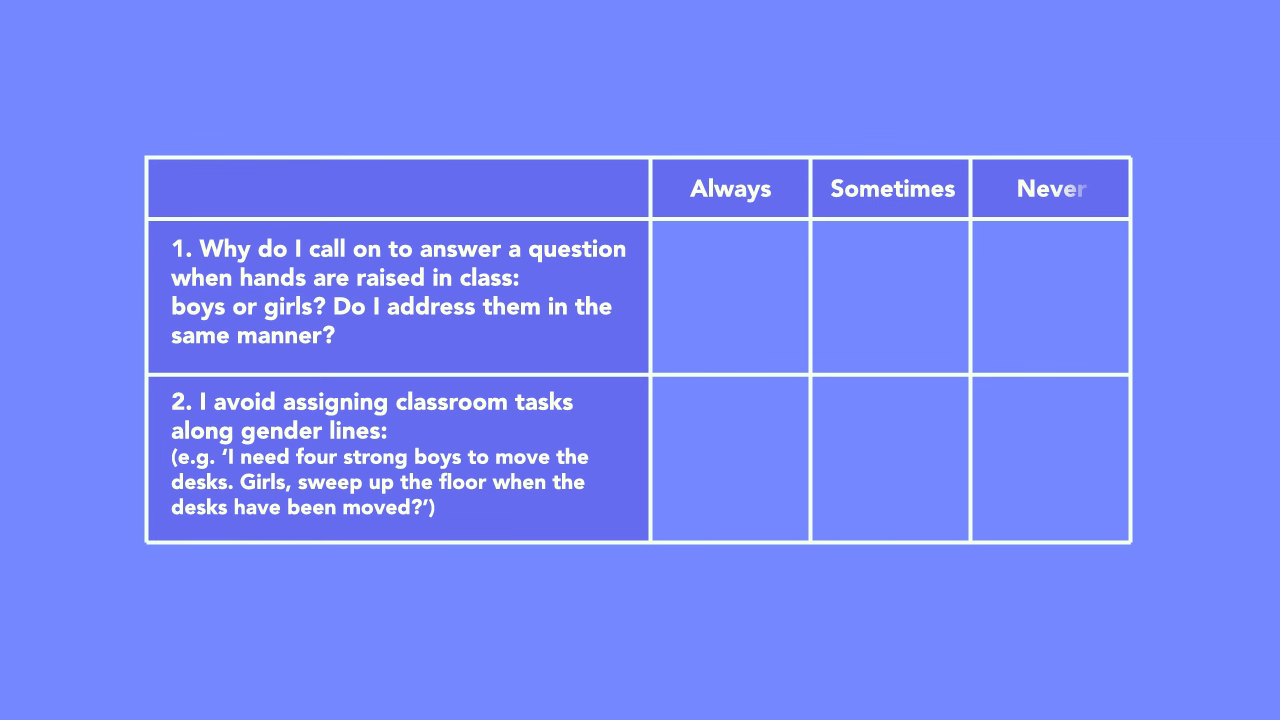 Always Sometimes Never
1. Why do I call on to answer a question
when hands are raised in class:
boys or girls? Do I address them in the
same manner?
2. I avoid assigning classroom tasks
along gender lines:
(e.g. ‘I need four strong boys to move the
desks. Girls, sweep up the floor when the
desks have been moved?’)